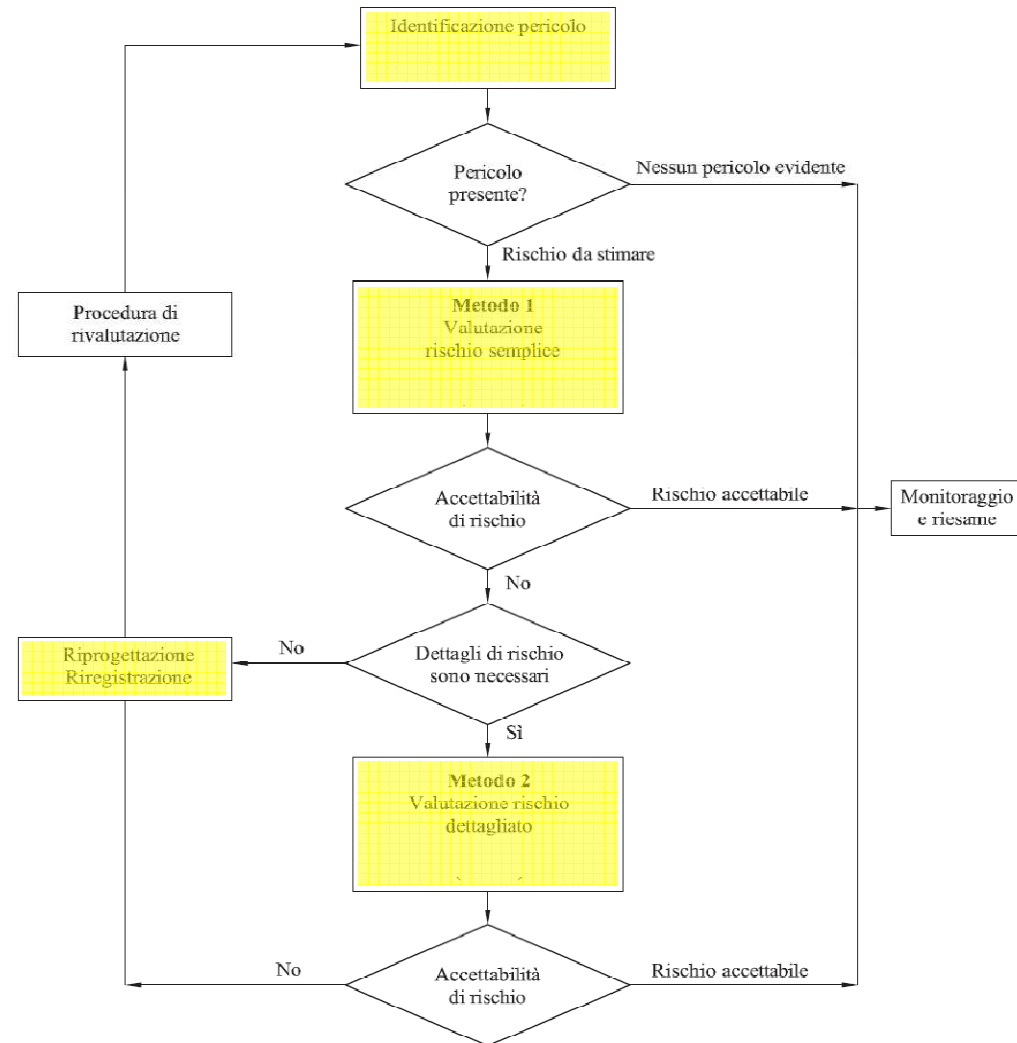 Identificazione pericolo
Pericolo
presente?
Nessun pericolo evidente
Rischio da stimare
Procedura di
rivalutazione
Metodo 1
Valutazione
rischio semplice
Accettabilità
di rischio
Rischio accettabile
Monitoraggio
e riesame
No
Dettagli di rischio
sono necessari
No
Riprogettazione
Riregistrazione
Sì
Metodo 2
Valutazione rischio
dettagliato
Accettabilità
di rischio
No
Rischio accettabile